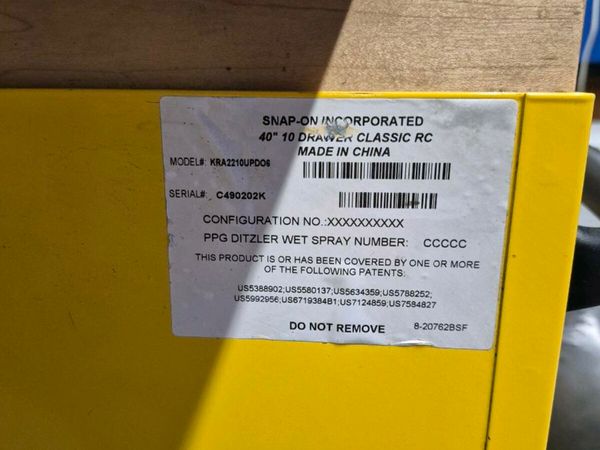 SNAP-ON INCORPORATED
40" 10 DRAWER CLASSIC RC
MADE IN CHINA
MODEL#: KRA2210UPDO6
SERIAL#: C490202K
CONFIGURATION NO.:XXXXXXXXXX
PPG DITZLER WET SPRAY NUMBER: CCCCC
THIS PRODUCT IS OR HAS BEEN COVERED BY ONE OR MORE
OF THE FOLLOWING PATENTS:
US5388902;US5580137;US5634359;US5788252;
US5992956;US6719384B1;US7124859;US7584827
DO NOT REMOVE
8-20762BSF